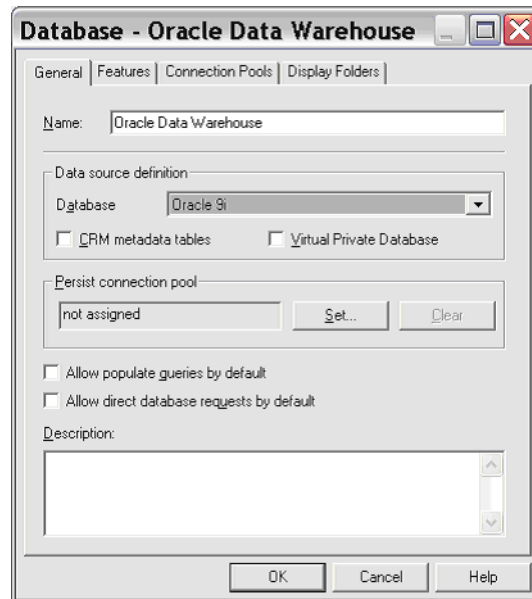 Database - Oracle Data Warehouse
General Features Connection Pools Display Folders
Name: Oracle Data Warehouse
Data source definition
Database Oracle 9i
CRM metadata tables Virtual Private Database
Persist connection pool
not assigned Set... Clear
Allow populate queries by default
Allow direct database requests by default
Description:
OK Cancel Help